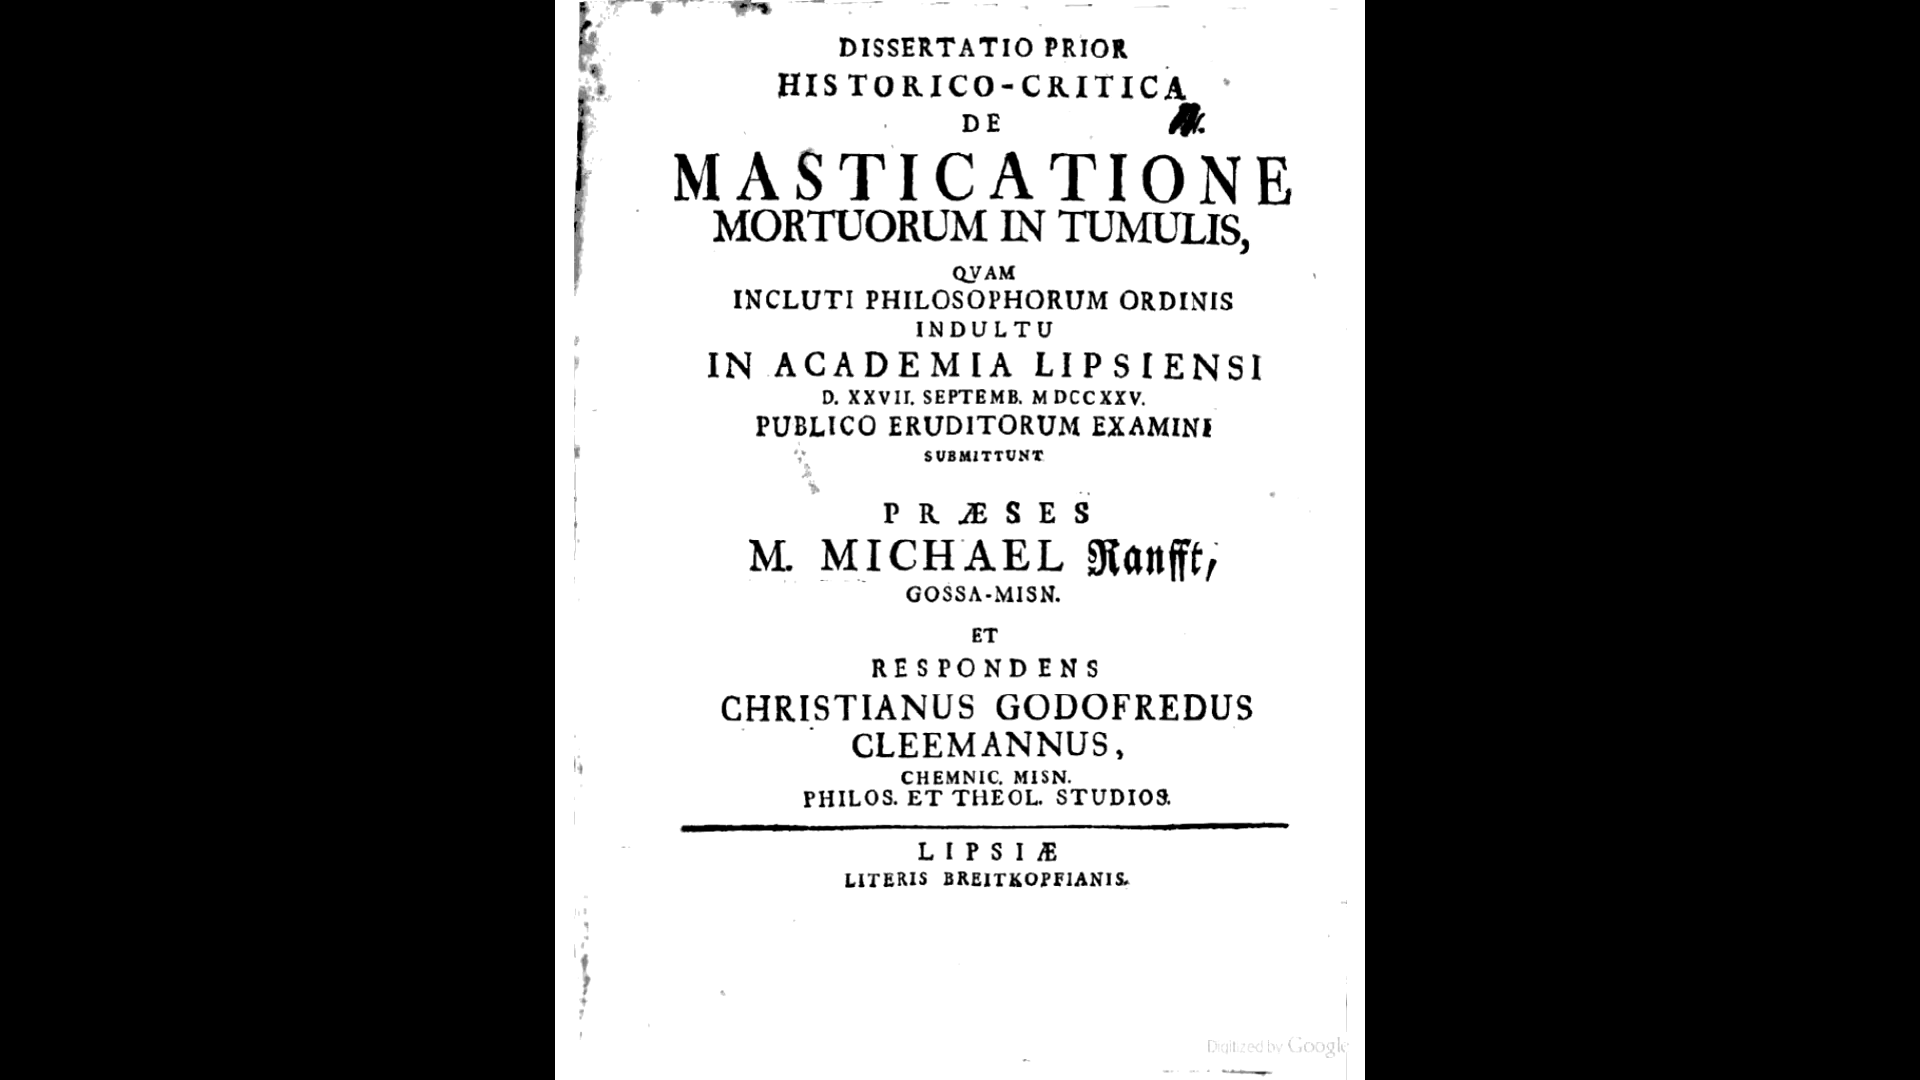 DISSERTATIO PRIOR
HISTORICO-CRITICA
DE
MASTICATIONE
MORTUORUM IN TUMULIS,
QVAM
INCLUTI PHILOSOPHORUM ORDINIS
INDULTU
IN ACADEMIA LIPSIENSI
D. XXVII. SEPTEMB. MDCCXXV.
PUBLICO ERUDITORUM EXAMINI
SUBMITTUNT
PRÆSES
M. MICHAEL Ranfft,
GOSSA-MISN.
ET
RESPONDENS
CHRISTIANUS GODOFREDUS
CLEEMANNUS,
CHEMNIC. MISN.
PHILOS. ET THEOL. STUDIOS.
LIPSIÆ
LITERIS BREITKOPFIANIS.
Digitized by Google